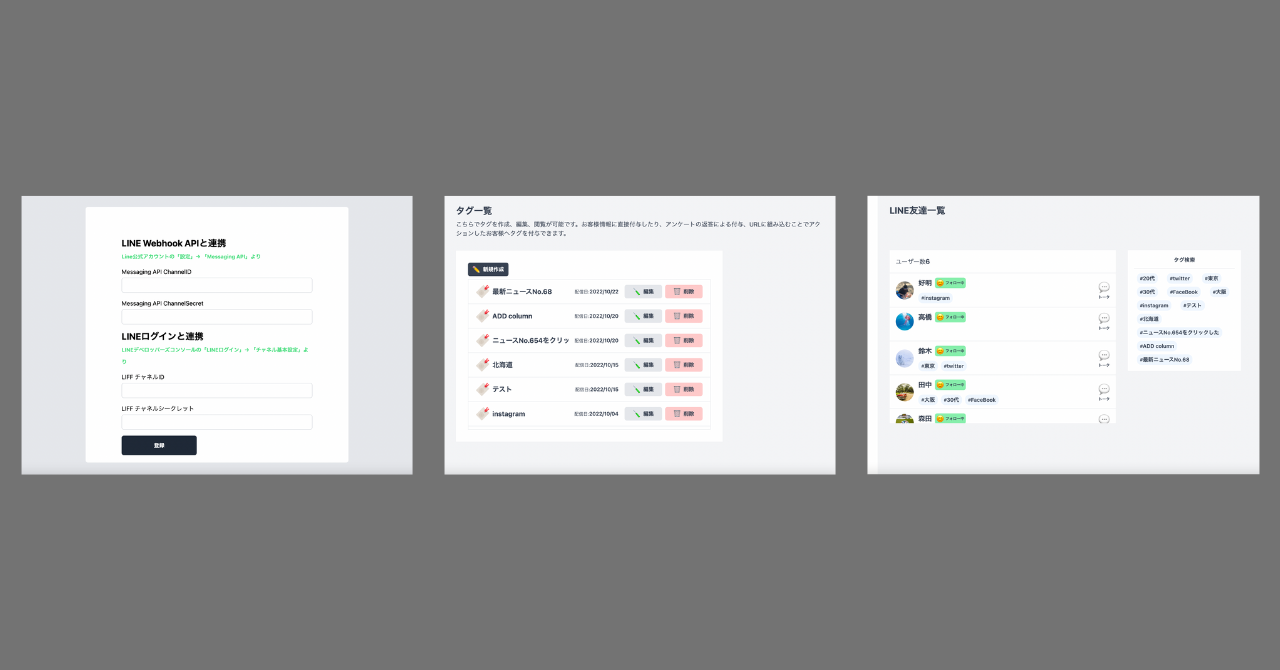 LINE Webhook APIと連携
Line公式アカウントの「設定」→ 「Messaging API」より
Messaging API ChannelID
Messaging API ChannelSecret
LINEログインと連携
LINEデベロッパーズコンソールの「LINEログイン」→ 「チャネル基本設定」よ
り
LIFF チャネルID
LIFF チャネルシークレット
登録
タグ一覧
こちらでタグを作成、編集、閲覧が可能です。お客様情報に直接付与したり、アンケートの返答による付与、URLに組み込むことでアク
ションしたお客様へタグを付与できます。
新規作成
最新ニュースNo.68 配信日:2022/10/22 編集 削除
ADD column 配信日:2022/10/20 編集 削除
ニュースNo.654をクリッ 配信日:2022/10/20 編集 削除
北海道 配信日:2022/10/15 編集 削除
テスト 配信日:2022/10/16 編集 削除
instagram 配信日:2022/10/04 編集 削除
LINE友達一覧
ユーザー数6
好明 フォロー中
#instagram
トーク
高橋 フォロー中
トーク
鈴木 フォロー中
#東京 #twitter
トーク
田中 フォロー中
#大阪 #30代 #FaceBook
トーク
森田 フォロー中
タグ検索
#20代 #twitter #東京
#30代 #FaceBook #大阪
#instagram #テスト
#北海道
#ニュースNo.654をクリックした
#ADD column
#最新ニュースNo.68